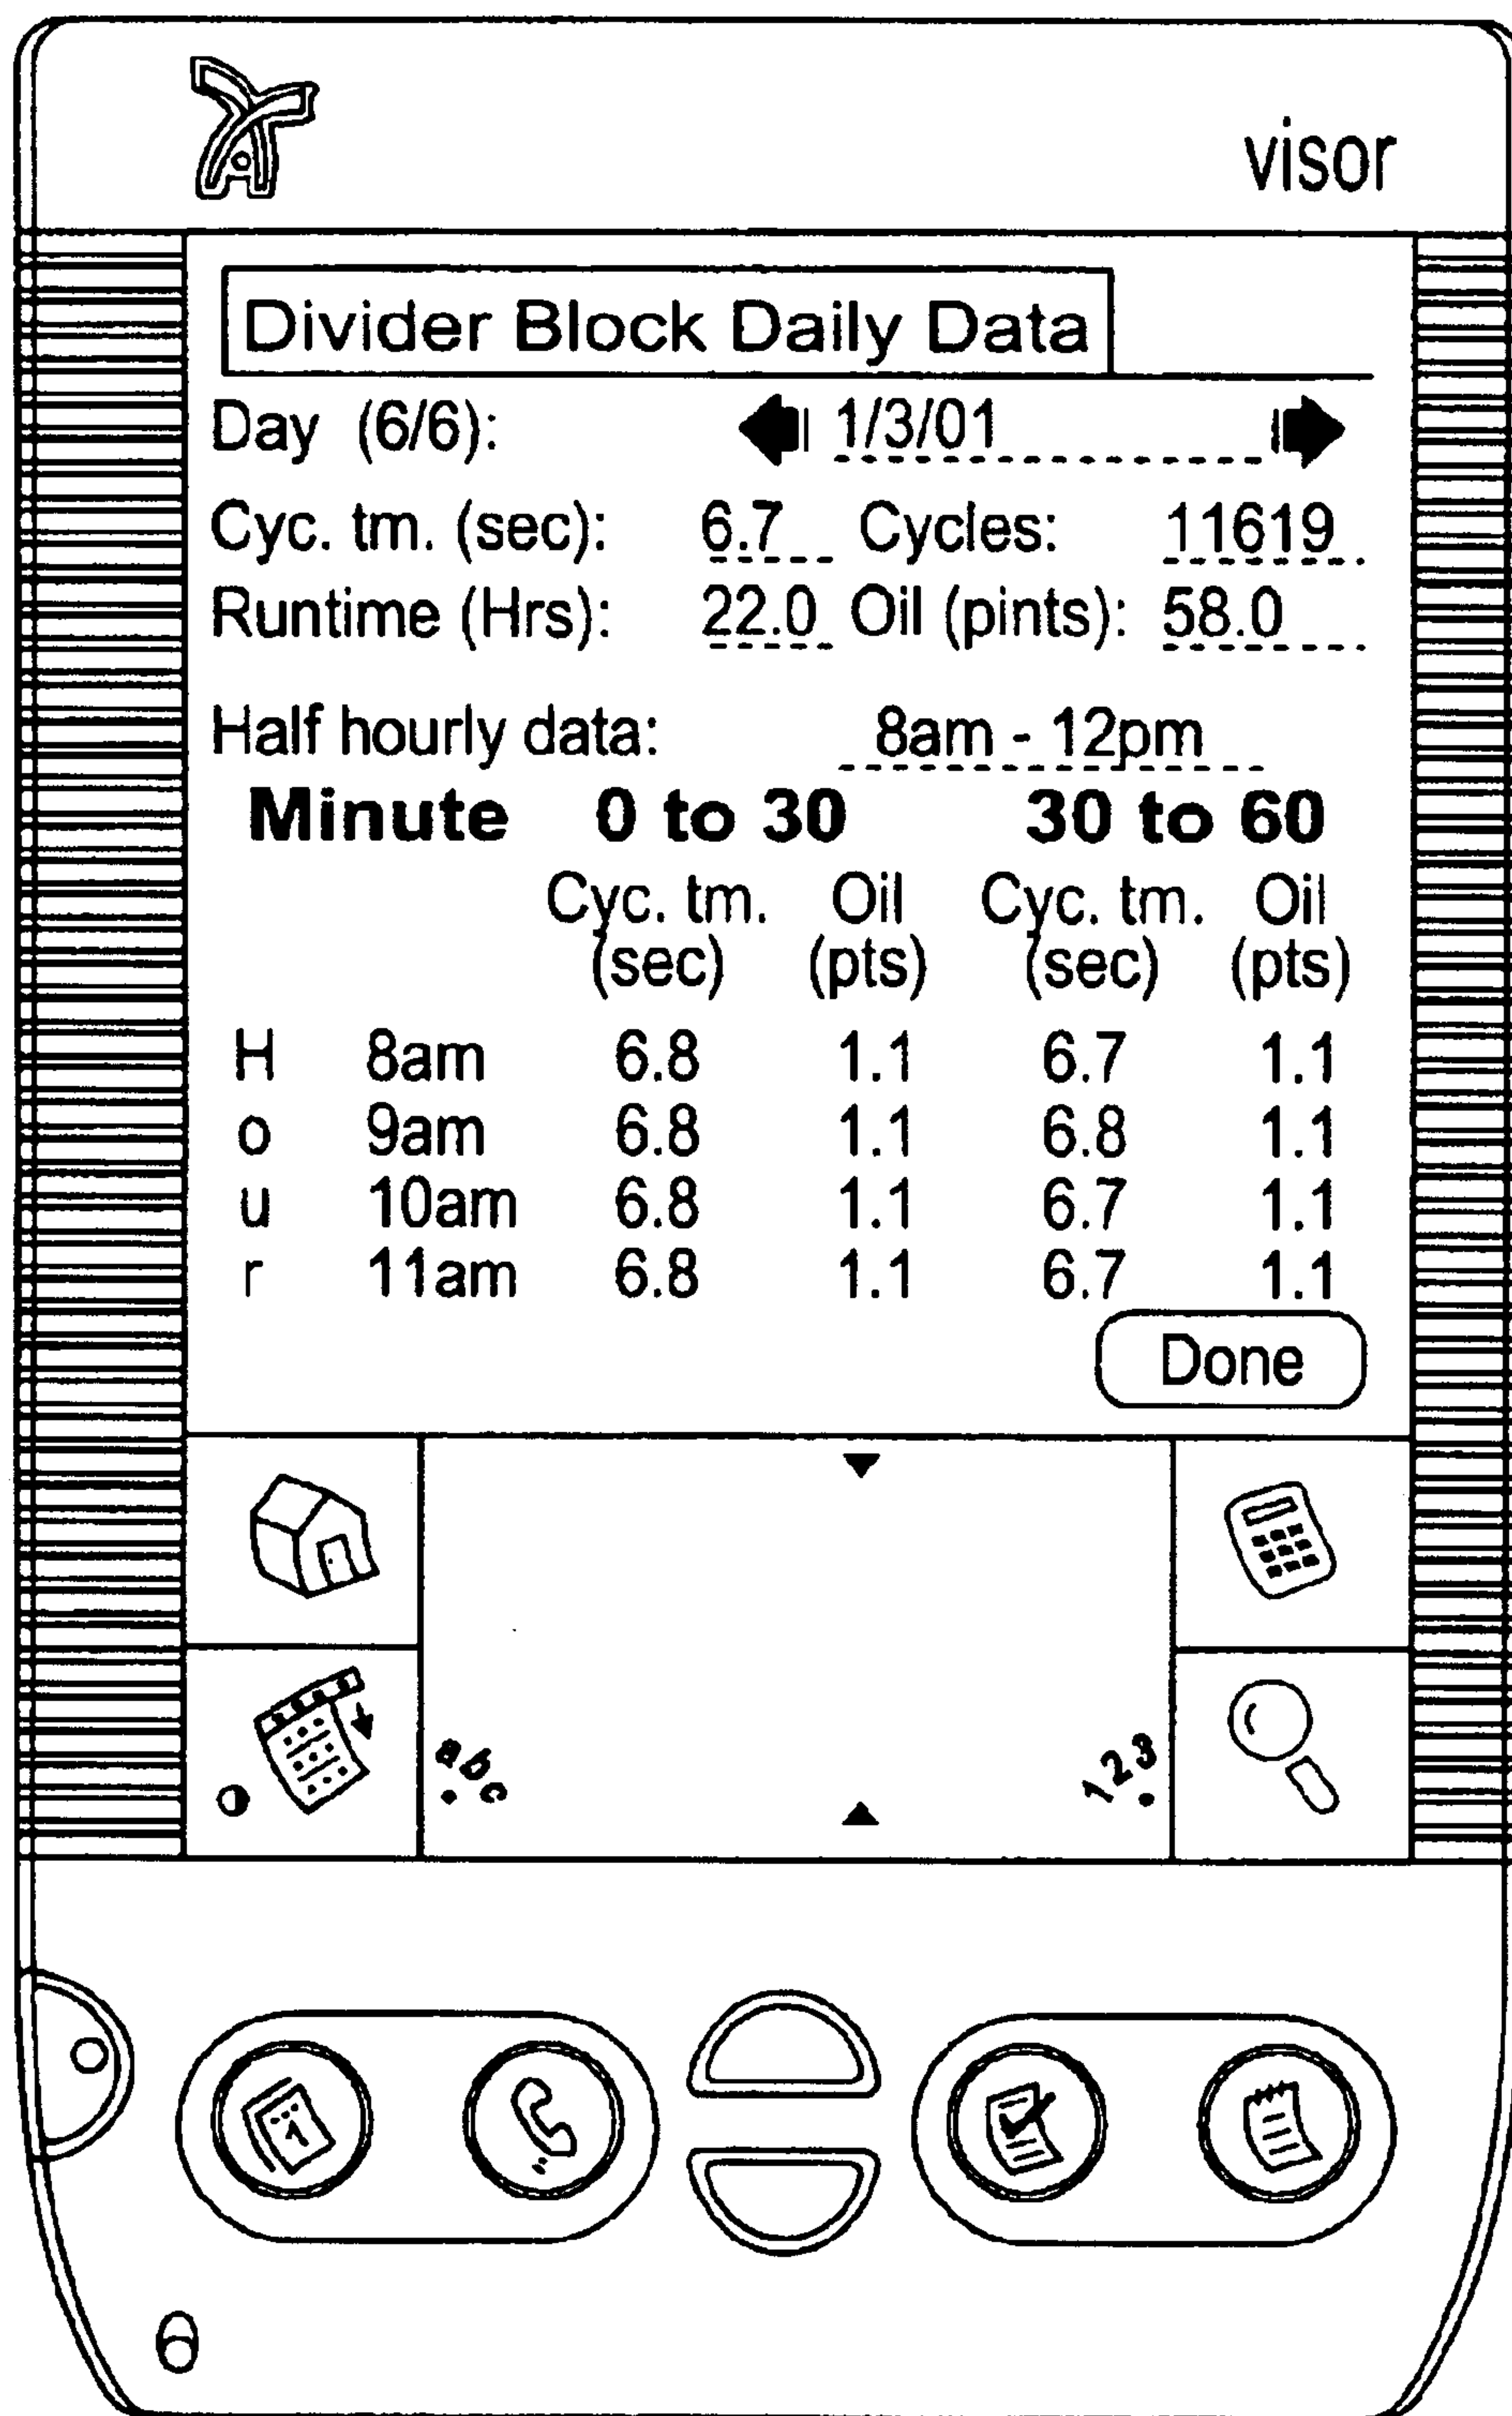 visor
Divider Block Daily Data
Day (6/6): 1/3/01
Cyc. tm. (sec): 6.7 Cycles: 11619
Runtime (Hrs): 22.0 Oil (pints): 58.0
Half hourly data: 8am - 12pm
Minute 0 to 30 30 to 60
Cyc. tm. Oil Cyc. tm. Oil
(sec) (pts) (sec) (pts)
H 8am 6.8 1.1 6.7 1.1
o 9am 6.8 1.1 6.8 1.1
u 10am 6.8 1.1 6.7 1.1
r 11am 6.8 1.1 6.7 1.1
Done
abc 123
1